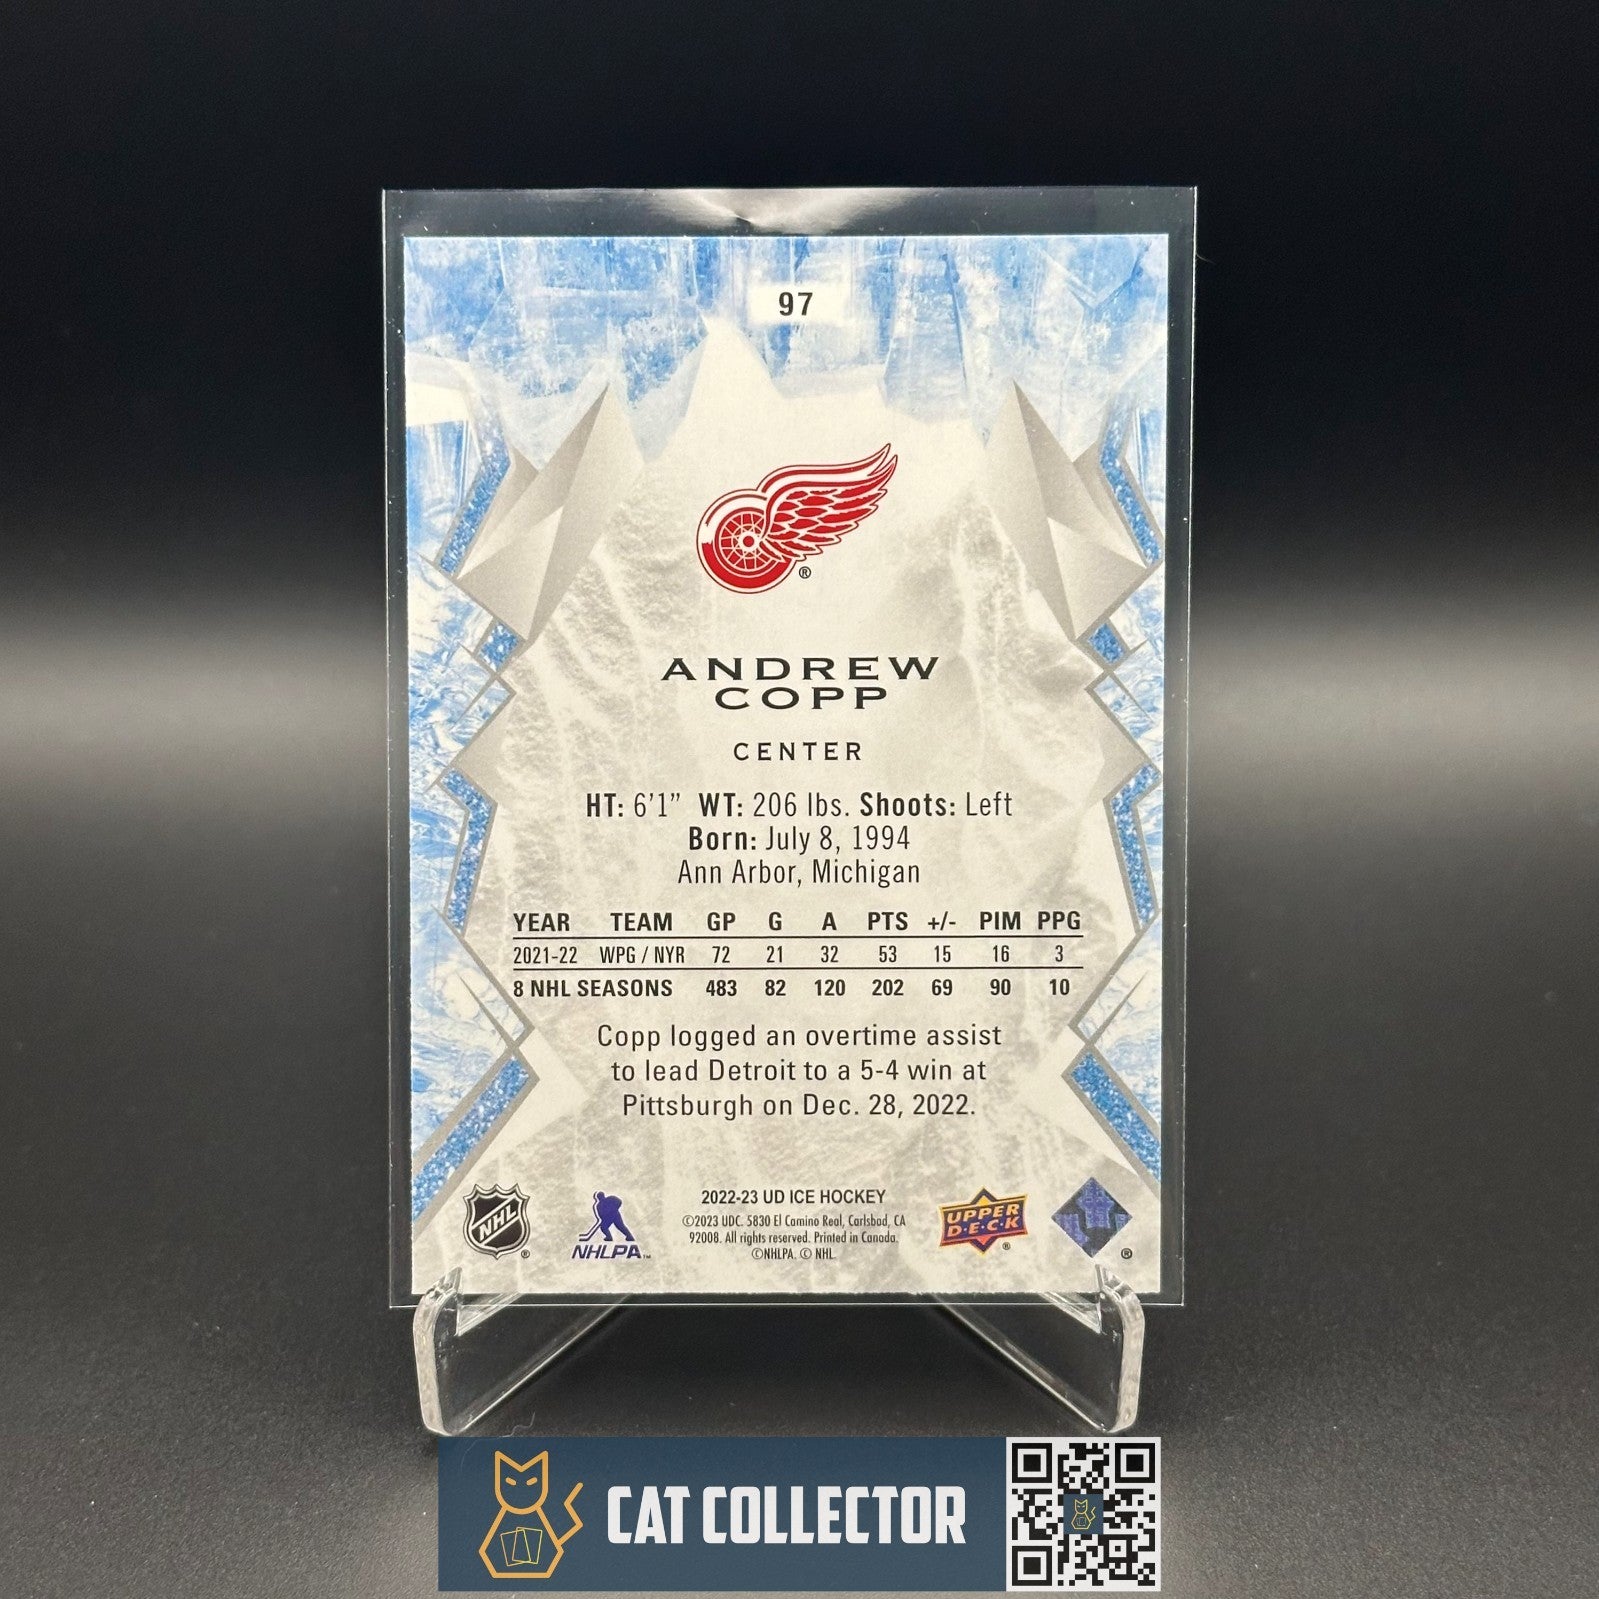 97
®
ANDREW
COPP
CENTER
HT: 6'1" WT: 206 lbs. Shoots: Left
Born: July 8, 1994
Ann Arbor, Michigan
YEAR TEAM GP G A PTS +/- PIM PPG
2021-22 WPG / NYR 72 21 32 53 15 16 3
8 NHL SEASONS 483 82 120 202 69 90 10
Copp logged an overtime assist
to lead Detroit to a 5-4 win at
Pittsburgh on Dec. 28, 2022.
NHL ®
NHLPA™
2022-23 UD ICE HOCKEY
©2023 UDC. 5830 El Camino Real, Carlsbad, CA
92008. All rights reserved. Printed in Canada.
©NHLPA. © NHL.
UPPER
D·E·C·K ®
®
CAT COLLECTOR